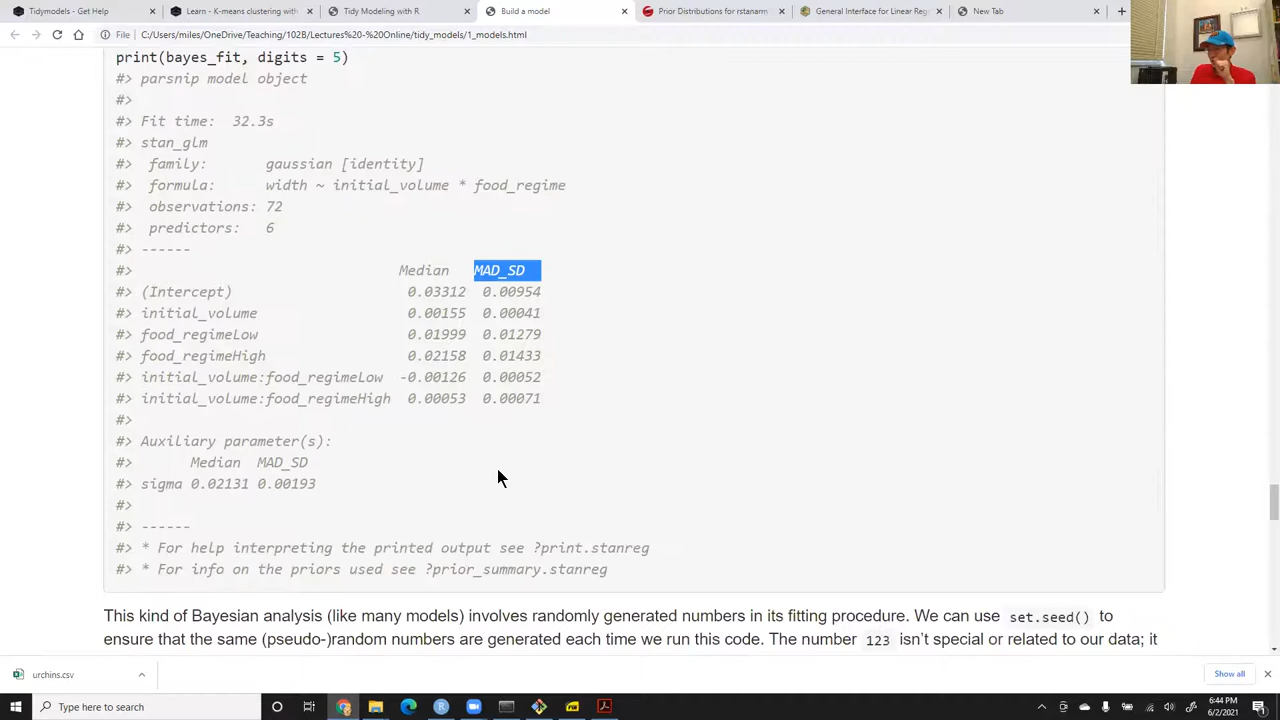 Tidymodels - Get Help
Learn - K-means clustering with
Tidy Modeling with R
Build a model
Prior Distributions for rstanarm
General Interface for Linear Reg
New Tab
File C:/Users/miles/OneDrive/Teaching/102B/Lectures%20-%20Online/tidy_models/1_models.html
print(bayes_fit, digits = 5)
#> parsnip model object
#>
#> Fit time:  32.3s
#> stan_glm
#>  family:       gaussian [identity]
#>  formula:      width ~ initial_volume * food_regime
#>  observations: 72
#>  predictors:   6
#> ------
#>                                  Median   MAD_SD
#> (Intercept)                      0.03312  0.00954
#> initial_volume                   0.00155  0.00041
#> food_regimeLow                   0.01999  0.01279
#> food_regimeHigh                  0.02158  0.01433
#> initial_volume:food_regimeLow  -0.00126  0.00052
#> initial_volume:food_regimeHigh  0.00053  0.00071
#>
#> Auxiliary parameter(s):
#>       Median  MAD_SD
#> sigma 0.02131 0.00193
#>
#> ------
#> * For help interpreting the printed output see ?print.stanreg
#> * For info on the priors used see ?prior_summary.stanreg
This kind of Bayesian analysis (like many models) involves randomly generated numbers in its fitting procedure. We can use set.seed() to
ensure that the same (pseudo-)random numbers are generated each time we run this code. The number 123 isn't special or related to our data; it
urchins.csv
Show all
Type here to search
6:44 PM
6/2/2021